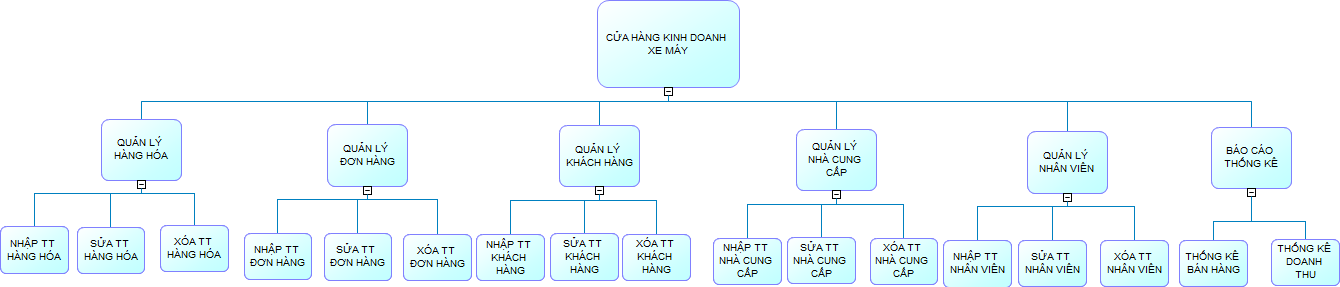 CỬA HÀNG KINH DOANH
XE MÁY
QUẢN LÝ
HÀNG HÓA
QUẢN LÝ
ĐƠN HÀNG
QUẢN LÝ
KHÁCH HÀNG
QUẢN LÝ
NHÀ CUNG
CẤP
QUẢN LÝ
NHÂN VIÊN
BÁO CÁO
THỐNG KÊ
NHẬP TT
HÀNG HÓA
SỬA TT
HÀNG HÓA
XÓA TT
HÀNG HÓA
NHẬP TT
ĐƠN HÀNG
SỬA TT
ĐƠN HÀNG
XÓA TT
ĐƠN HÀNG
NHẬP TT
KHÁCH
HÀNG
SỬA TT
KHÁCH
HÀNG
XÓA TT
KHÁCH
HÀNG
NHẬP TT
NHÀ CUNG
CẤP
SỬA TT
NHÀ CUNG
CẤP
XÓA TT
NHÀ CUNG
CẤP
NHẬP TT
NHÂN VIÊN
SỬA TT
NHÂN VIÊN
XÓA TT
NHÂN VIÊN
THỐNG KÊ
BÁN HÀNG
THỐNG KÊ
DOANH
THU